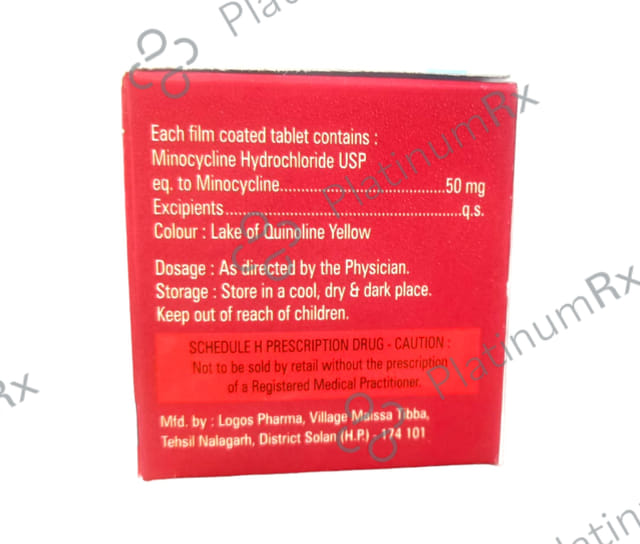 PlatinumRx
Each film coated tablet contains :
Minocycline Hydrochloride USP
eq. to Minocycline..........................................50 mg
Excipients..........................................................q.s.
Colour : Lake of Quinoline Yellow
Dosage : As directed by the Physician.
Storage : Store in a cool, dry & dark place.
Keep out of reach of children.
SCHEDULE H PRESCRIPTION DRUG - CAUTION :
Not to be sold by retail without the prescription
of a Registered Medical Practitioner.
Mfd. by : Logos Pharma, Village Maissa Tibba,
Tehsil Nalagarh, District Solan (H.P.) - 174 101
PlatinumRx
PlatinumRx